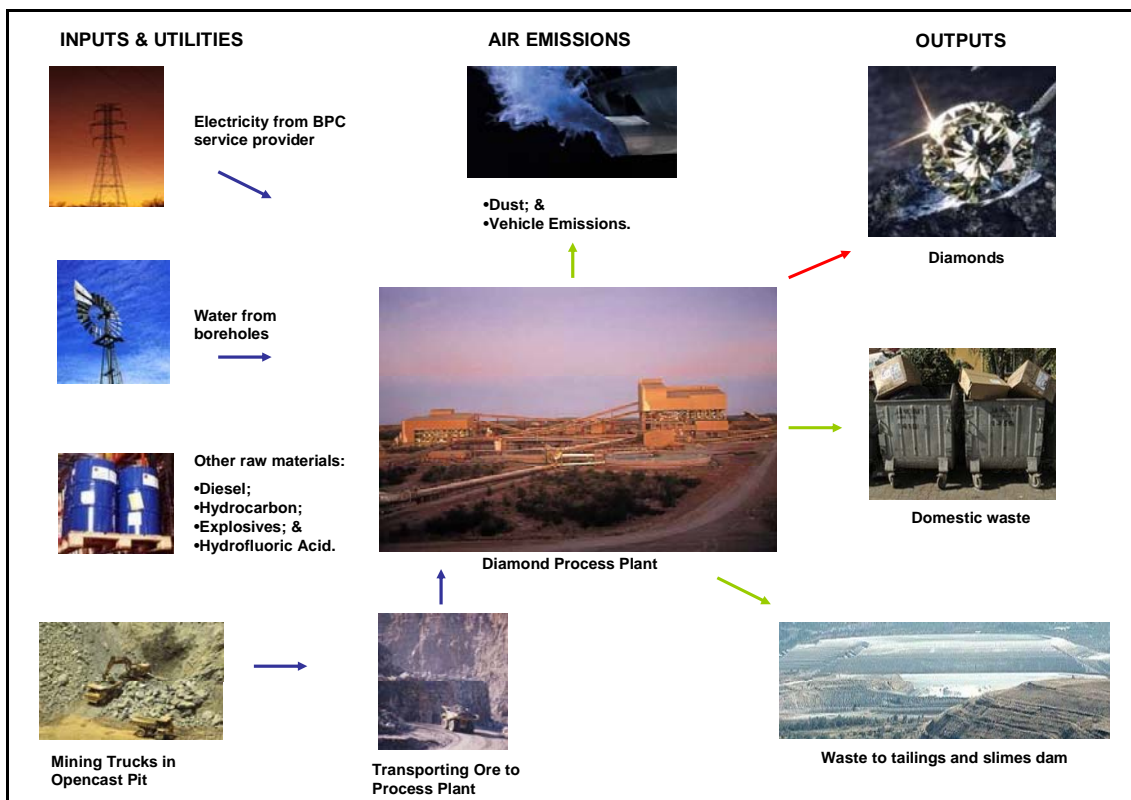 INPUTS & UTILITIES
AIR EMISSIONS
OUTPUTS
Electricity from BPC
service provider
•Dust; &
•Vehicle Emissions.
Diamonds
Water from
boreholes
Other raw materials:
•Diesel;
•Hydrocarbon;
•Explosives; &
•Hydrofluoric Acid.
Diamond Process Plant
Domestic waste
Mining Trucks in
Opencast Pit
Transporting Ore to
Process Plant
Waste to tailings and slimes dam